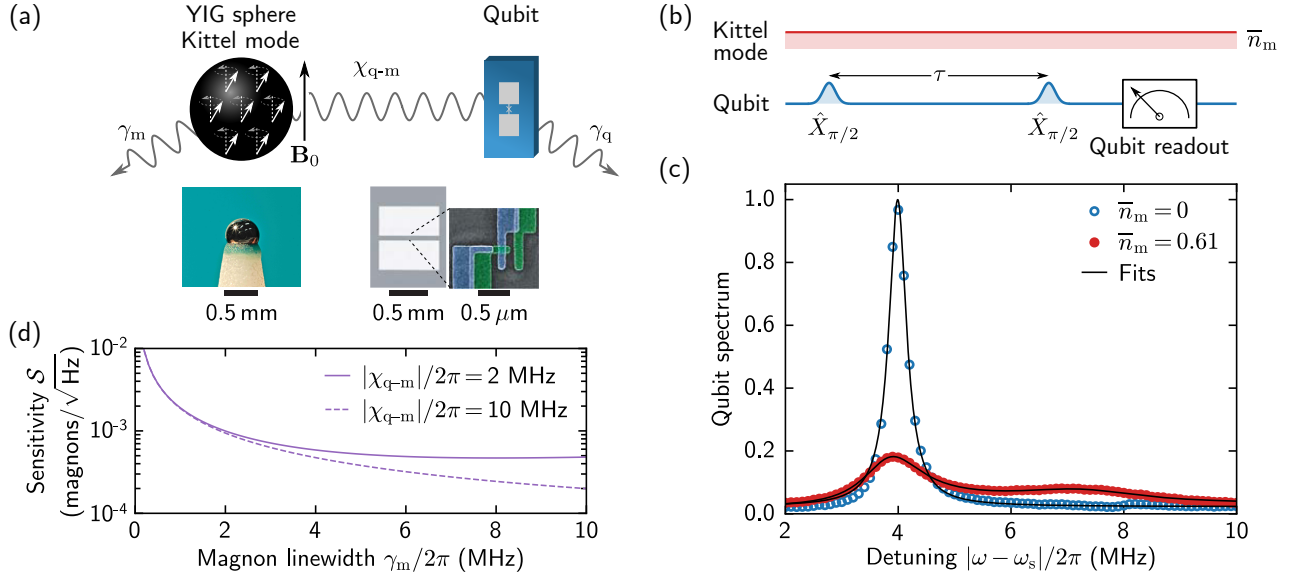 (a)
YIG sphere
Kittel mode
Qubit
χq-m
γm
B0
γq
0.5 mm
0.5 mm
0.5 μm
(b)
Kittel
mode
n̅m
τ
Qubit
X̂π/2
X̂π/2
Qubit readout
(c)
1.0
0.8
0.6
0.4
0.2
0.0
Qubit spectrum
n̅m = 0
n̅m = 0.61
Fits
2 4 6 8 10
Detuning |ω − ωs|/2π (MHz)
(d)
Sensitivity 𝒮
(magnons/√Hz)
10⁻²
10⁻³
10⁻⁴
|χq-m|/2π = 2 MHz
|χq-m|/2π = 10 MHz
0 2 4 6 8 10
Magnon linewidth γm/2π (MHz)